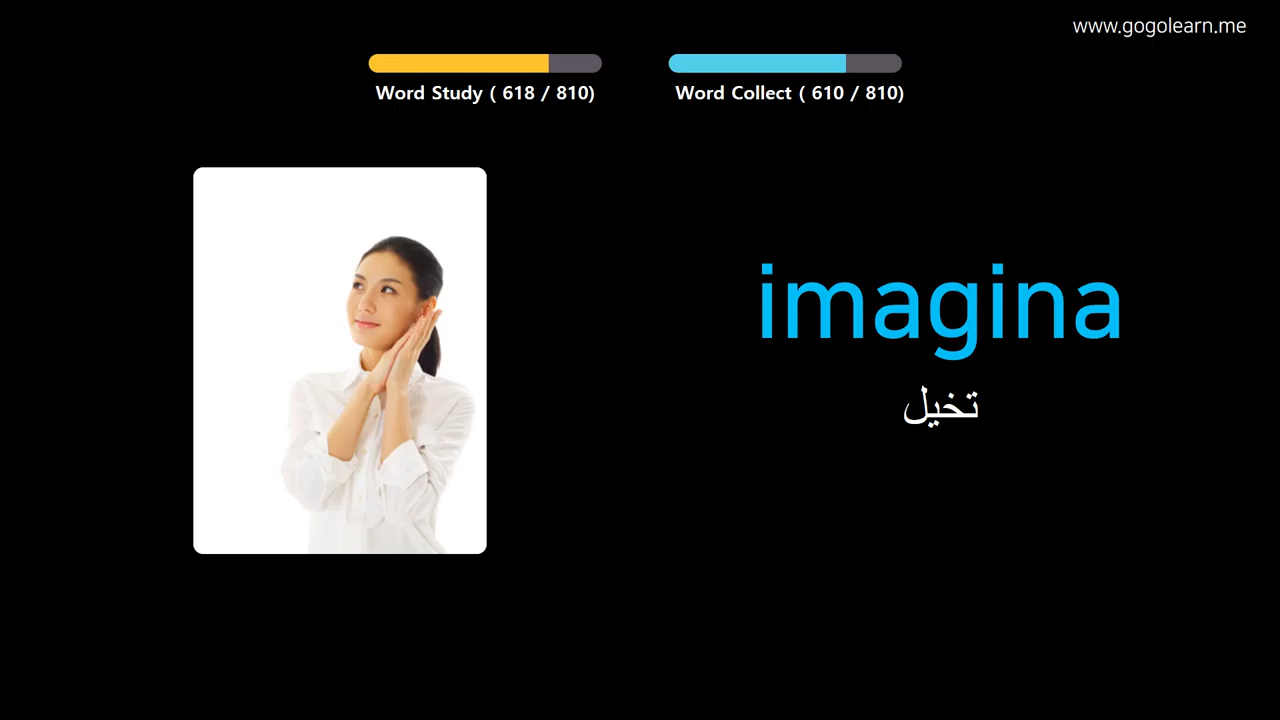 www.gogolearn.me
Word Study ( 618 / 810)
Word Collect ( 610 / 810)
imagina
تخيل